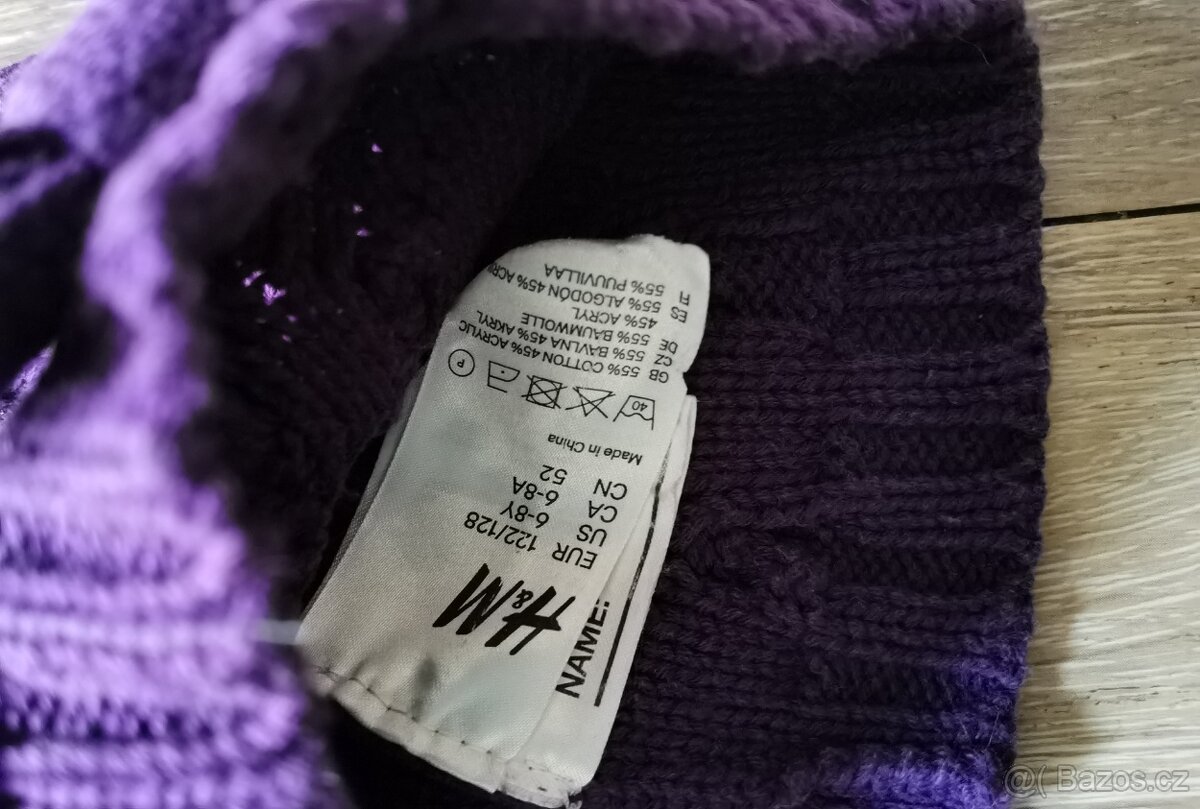 H&M
EUR 122/128
US 6-8Y
CA 6-8A
CN 52
Made in China
40
P
GB 55% COTTON 45% ACRYLIC
CZ 55% BAVLNA 45% AKRYL
DE 55% BAUMWOLLE
45% ACRYL
ES 55% ALGODÓN 45% ACRÍ
FI 55% PUUVILLAA
NAME:
@( Bazos.cz